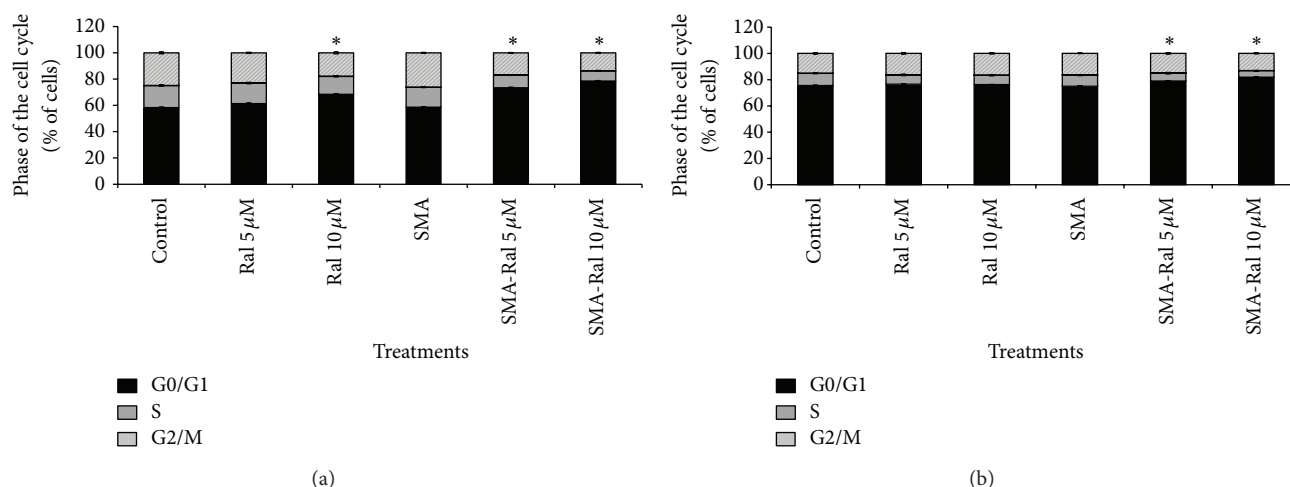 120
100
80
60
40
20
0
Phase of the cell cycle
(% of cells)
*
*
*
Control
Ral 5 μM
Ral 10 μM
SMA
SMA-Ral 5 μM
SMA-Ral 10 μM
Treatments
G0/G1
S
G2/M
(a)
120
100
80
60
40
20
0
Phase of the cell cycle
(% of cells)
*
*
Control
Ral 5 μM
Ral 10 μM
SMA
SMA-Ral 5 μM
SMA-Ral 10 μM
Treatments
G0/G1
S
G2/M
(b)